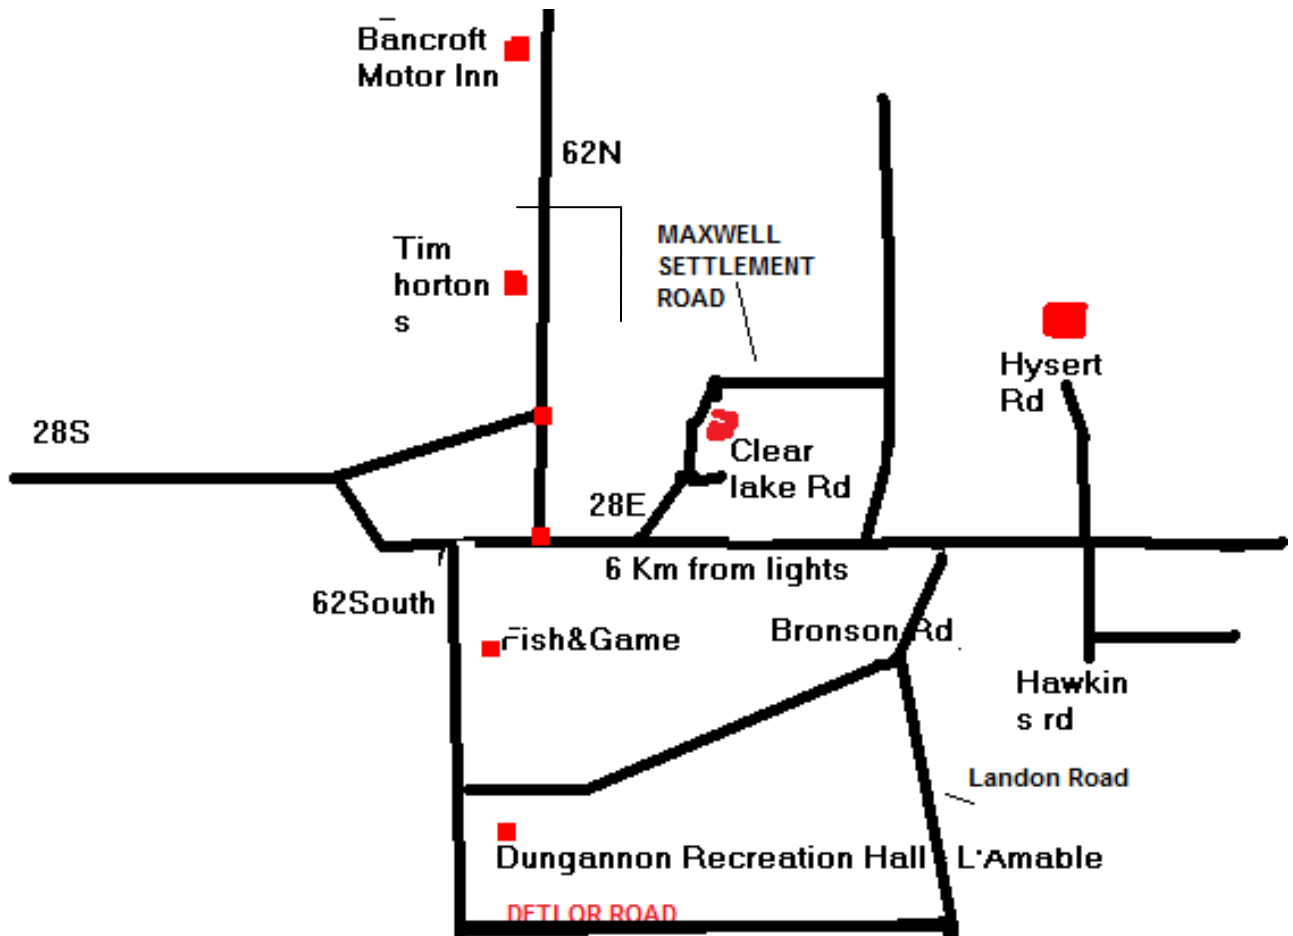 Bancroft
Motor Inn
62N
Tim
horton
s
MAXWELL
SETTLEMENT
ROAD
Hysert
Rd
28S
Clear
lake Rd
28E
6 Km from lights
62South
Fish&Game
Bronson Rd
Hawkin
s rd
Landon Road
Dungannon Recreation Hall - L'Amable
DETLOR ROAD